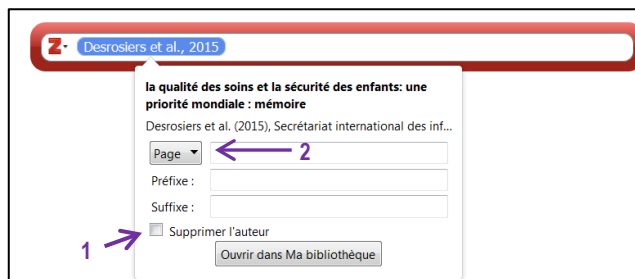 Z Desrosiers et al., 2015
la qualité des soins et la sécurité des enfants: une
priorité mondiale : mémoire
Desrosiers et al. (2015), Secrétariat international des inf...
Page 2
Préfixe :
Suffixe :
1 Supprimer l'auteur
Ouvrir dans Ma bibliothèque